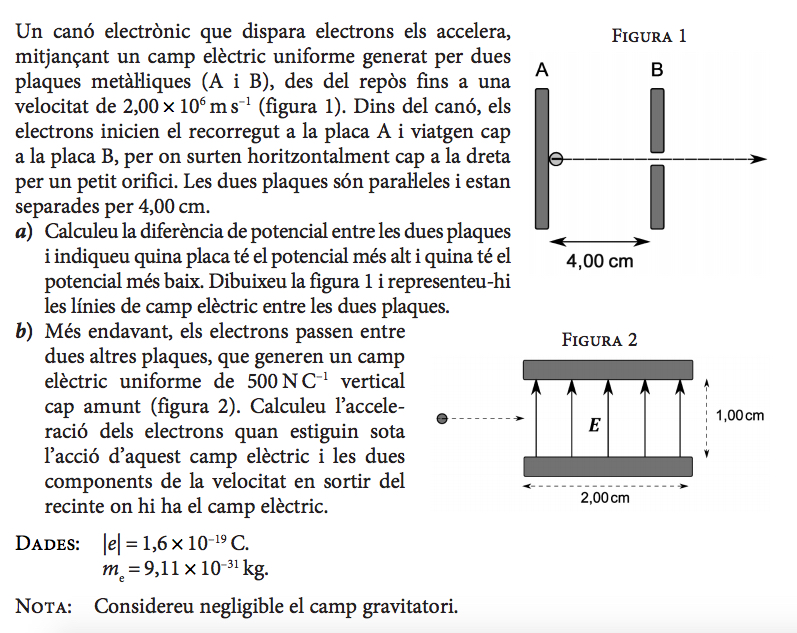 Un canó electrònic que dispara electrons els accelera,
mitjançant un camp elèctric uniforme generat per dues
plaques metàl·liques (A i B), des del repòs fins a una
velocitat de 2,00 × 10⁶ m s⁻¹ (figura 1). Dins del canó, els
electrons inicien el recorregut a la placa A i viatgen cap
a la placa B, per on surten horitzontalment cap a la dreta
per un petit orifici. Les dues plaques són paral·leles i estan
separades per 4,00 cm.
a) Calculeu la diferència de potencial entre les dues plaques
i indiqueu quina placa té el potencial més alt i quina té el
potencial més baix. Dibuixeu la figura 1 i representeu-hi
les línies de camp elèctric entre les dues plaques.
FIGURA 1
A
B
4,00 cm
b) Més endavant, els electrons passen entre
dues altres plaques, que generen un camp
elèctric uniforme de 500 N C⁻¹ vertical
cap amunt (figura 2). Calculeu l'accele-
ració dels electrons quan estiguin sota
l'acció d'aquest camp elèctric i les dues
components de la velocitat en sortir del
recinte on hi ha el camp elèctric.
FIGURA 2
E
1,00 cm
2,00 cm
DADES: |e| = 1,6 × 10⁻¹⁹ C.
mₑ = 9,11 × 10⁻³¹ kg.
NOTA: Considereu negligible el camp gravitatori.